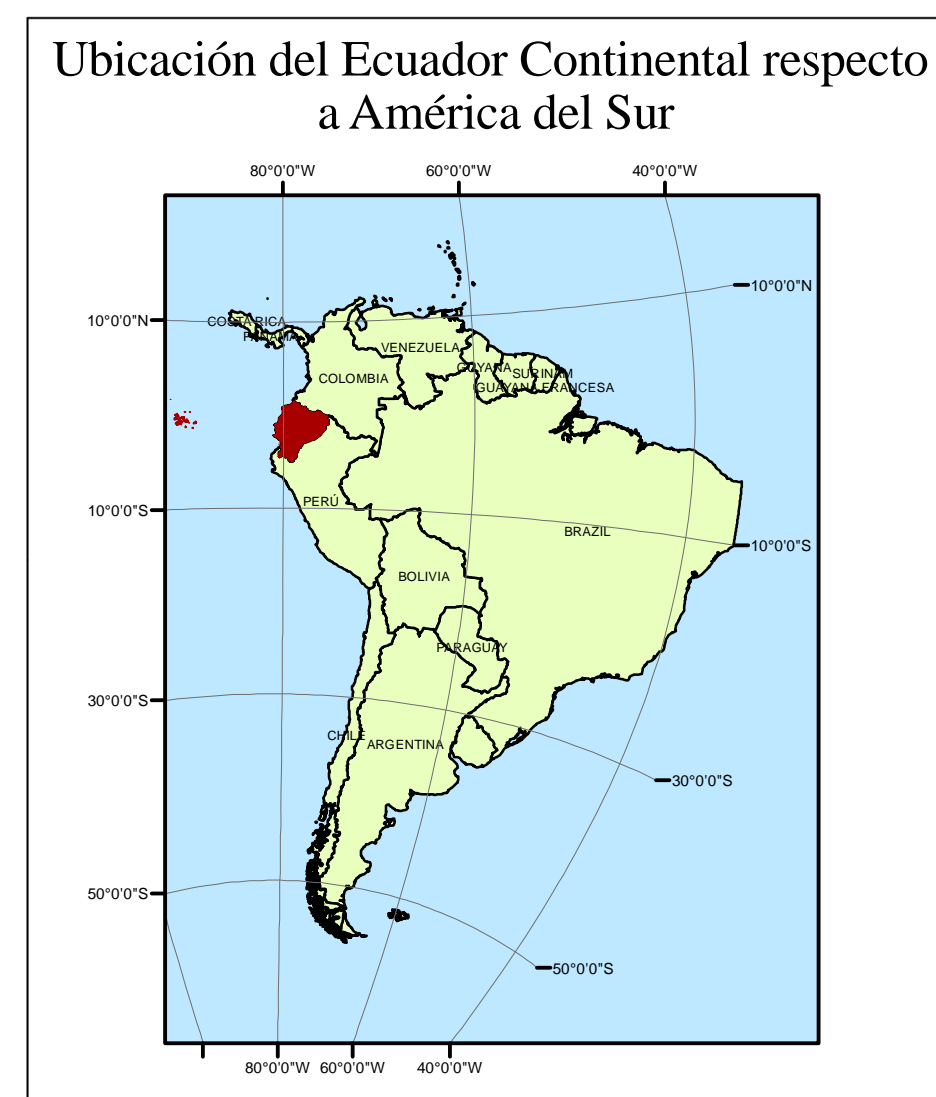 Ubicación del Ecuador Continental respecto
a América del Sur
80°0'0"W 60°0'0"W 40°0'0"W
10°0'0"N
10°0'0"N
COSTA RICA
PANAMÁ
VENEZUELA
GUYANA
SURINAM
COLOMBIA
GUAYANA FRANCESA
PERÚ
10°0'0"S
BRAZIL
10°0'0"S
BOLIVIA
PARAGUAY
30°0'0"S
CHILE
ARGENTINA
30°0'0"S
50°0'0"S
50°0'0"S
80°0'0"W 60°0'0"W 40°0'0"W